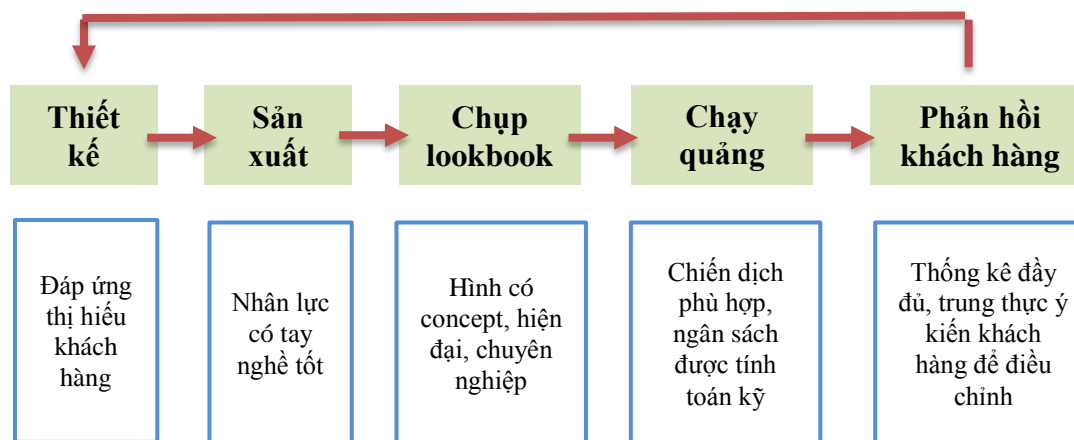 Thiết
kế
Sản
xuất
Chụp
lookbook
Chạy
quảng
Phản hồi
khách hàng
Đáp ứng
thị hiếu
khách
hàng
Nhân lực
có tay
nghề tốt
Hình có
concept, hiện
đại, chuyên
nghiệp
Chiến dịch
phù hợp,
ngân sách
được tính
toán kỹ
Thống kê đầy
đủ, trung thực ý
kiến khách
hàng để điều
chỉnh